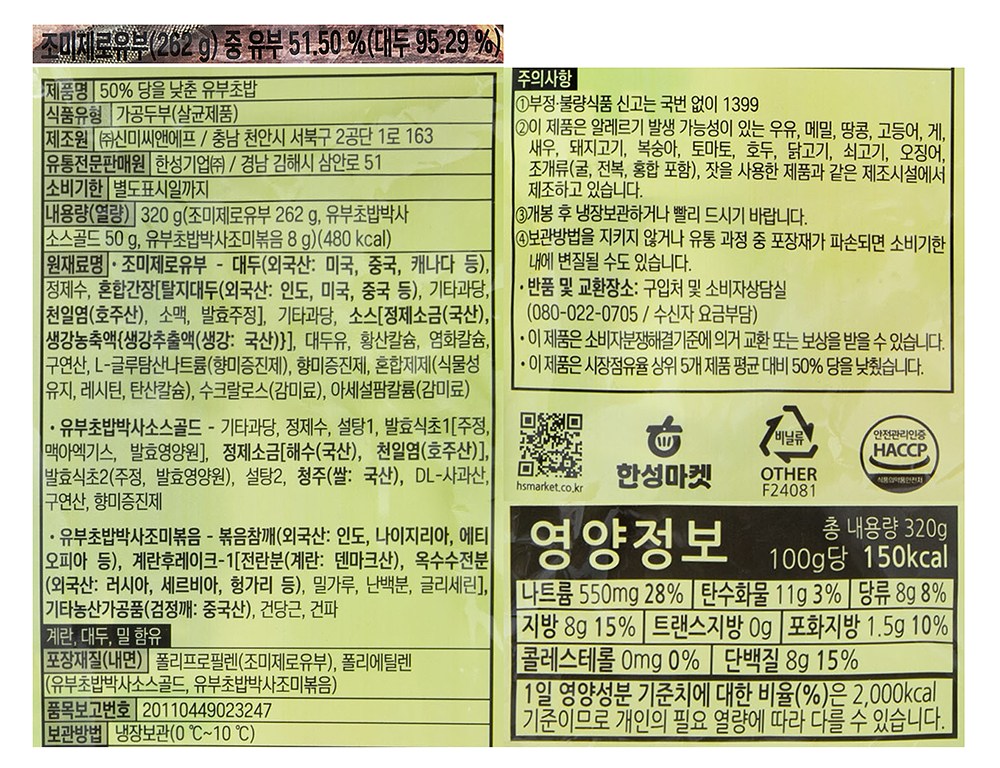 조미제로유부(262 g) 중 유부 51.50 %(대두 95.29 %)
제품명 50% 당을 낮춘 유부초밥
식품유형 가공두부(살균제품)
제조원 ㈜신미씨앤에프 / 충남 천안시 서북구 2공단 1로 163
유통전문판매원 한성기업㈜ / 경남 김해시 삼안로 51
소비기한 별도표시일까지
내용량(열량) 320 g(조미제로유부 262 g, 유부초밥박사
소스골드 50 g, 유부초밥박사조미볶음 8 g)(480 kcal)
원재료명 • 조미제로유부 - 대두(외국산: 미국, 중국, 캐나다 등),
정제수, 혼합간장[탈지대두(외국산: 인도, 미국, 중국 등), 기타과당,
천일염(호주산), 소맥, 발효주정], 기타과당, 소스[정제소금(국산),
생강농축액{생강추출액(생강: 국산)}], 대두유, 황산칼슘, 염화칼슘,
구연산, L-글루탐산나트륨(향미증진제), 향미증진제, 혼합제제(식물성
유지, 레시틴, 탄산칼슘), 수크랄로스(감미료), 아세설팜칼륨(감미료)
• 유부초밥박사소스골드 - 기타과당, 정제수, 설탕1, 발효식초1[주정,
맥아엑기스, 발효영양원], 정제소금[해수(국산), 천일염(호주산)],
발효식초2(주정, 발효영양원), 설탕2, 청주(쌀: 국산), DL-사과산,
구연산, 향미증진제
• 유부초밥박사조미볶음 - 볶음참깨(외국산: 인도, 나이지리아, 에티
오피아 등), 계란후레이크-1[전란분(계란: 덴마크산), 옥수수전분
(외국산: 러시아, 세르비아, 헝가리 등), 밀가루, 난백분, 글리세린],
기타농산가공품(검정깨: 중국산), 건당근, 건파
계란, 대두, 밀 함유
포장재질(내면) 폴리프로필렌(조미제로유부), 폴리에틸렌
(유부초밥박사소스골드, 유부초밥박사조미볶음)
품목보고번호 20110449023247
보관방법 냉장보관(0 ℃~10 ℃)
주의사항
①부정·불량식품 신고는 국번 없이 1399
②이 제품은 알레르기 발생 가능성이 있는 우유, 메밀, 땅콩, 고등어, 게,
새우, 돼지고기, 복숭아, 토마토, 호두, 닭고기, 쇠고기, 오징어,
조개류(굴, 전복, 홍합 포함), 잣을 사용한 제품과 같은 제조시설에서
제조하고 있습니다.
③개봉 후 냉장보관하거나 빨리 드시기 바랍니다.
④보관방법을 지키지 않거나 유통 과정 중 포장재가 파손되면 소비기한
내에 변질될 수도 있습니다.
• 반품 및 교환장소: 구입처 및 소비자상담실
(080-022-0705 / 수신자 요금부담)
• 이 제품은 소비자분쟁해결기준에 의거 교환 또는 보상을 받을 수 있습니다.
• 이 제품은 시장점유율 상위 5개 제품 평균 대비 50% 당을 낮췄습니다.
hsmarket.co.kr
한성마켓
비닐류
OTHER
F24081
안전관리인증
HACCP
식품의약품안전처
영양정보
총 내용량 320g
100g당 150kcal
나트륨 550mg 28% 탄수화물 11g 3% 당류 8g 8%
지방 8g 15% 트랜스지방 0g 포화지방 1.5g 10%
콜레스테롤 0mg 0% 단백질 8g 15%
1일 영양성분 기준치에 대한 비율(%)은 2,000kcal
기준이므로 개인의 필요 열량에 따라 다를 수 있습니다.